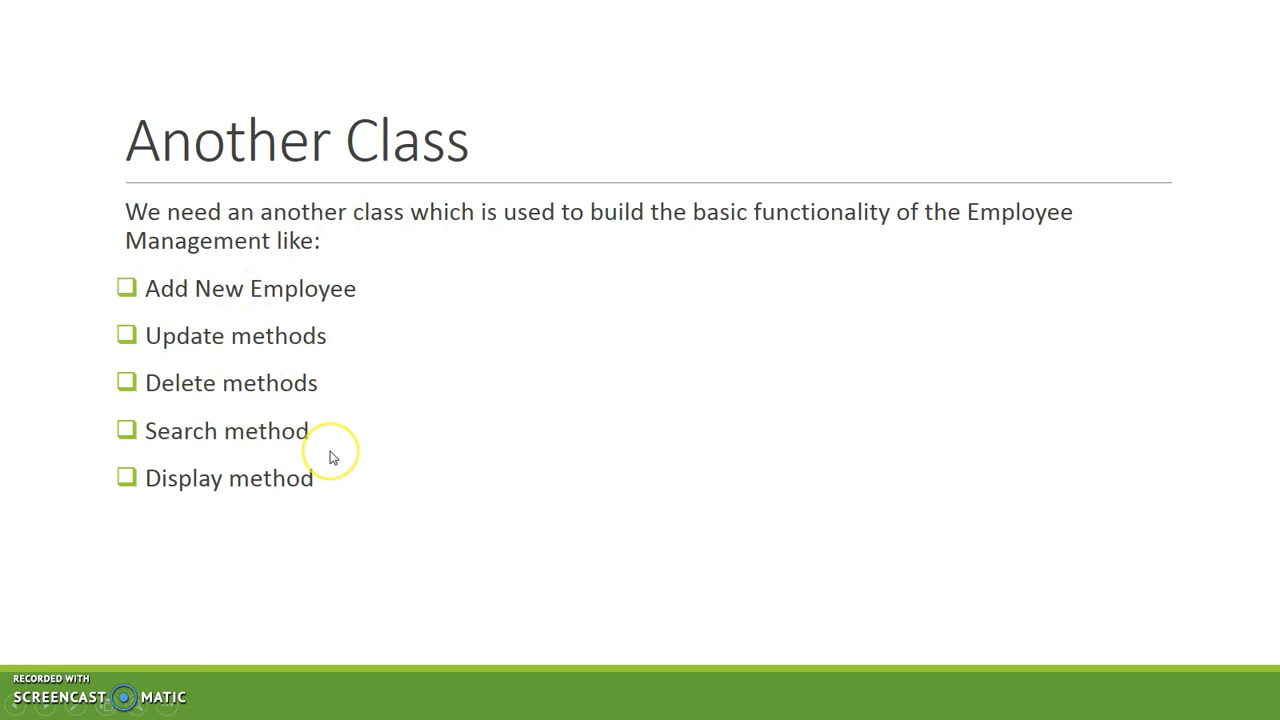 Another Class
We need an another class which is used to build the basic functionality of the Employee
Management like:
Add New Employee
Update methods
Delete methods
Search method
Display method
RECORDED WITH
SCREENCAST MATIC